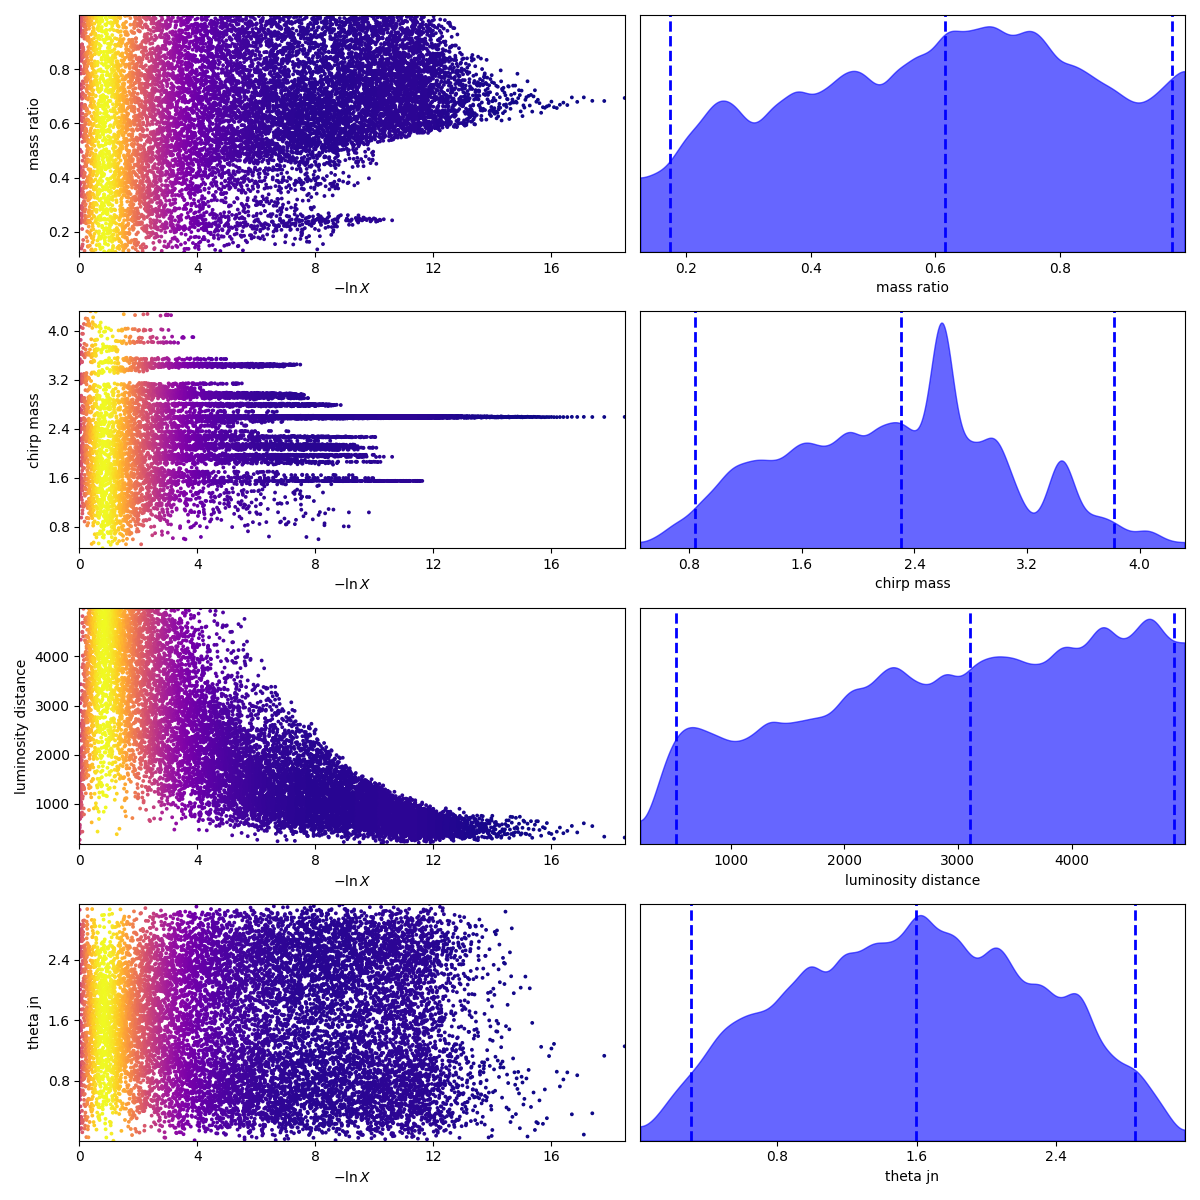 mass ratio
0.8
0.6
0.4
0.2
0 4 8 12 16
−ln X
0.2 0.4 0.6 0.8
mass ratio
chirp mass
4.0
3.2
2.4
1.6
0.8
0 4 8 12 16
−ln X
0.8 1.6 2.4 3.2 4.0
chirp mass
luminosity distance
4000
3000
2000
1000
0 4 8 12 16
−ln X
1000 2000 3000 4000
luminosity distance
theta jn
2.4
1.6
0.8
0 4 8 12 16
−ln X
0.8 1.6 2.4
theta jn